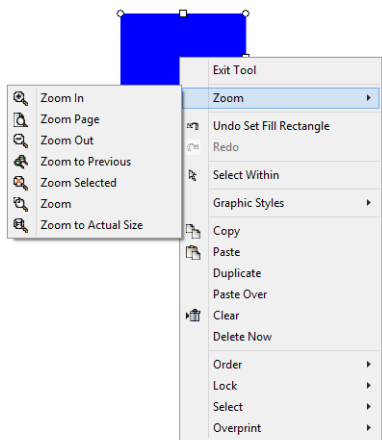 Exit Tool
Zoom
Zoom In
Zoom Page
Zoom Out
Zoom to Previous
Zoom Selected
Zoom
Zoom to Actual Size
Undo Set Fill Rectangle
Redo
Select Within
Graphic Styles
Copy
Paste
Duplicate
Paste Over
Clear
Delete Now
Order
Lock
Select
Overprint